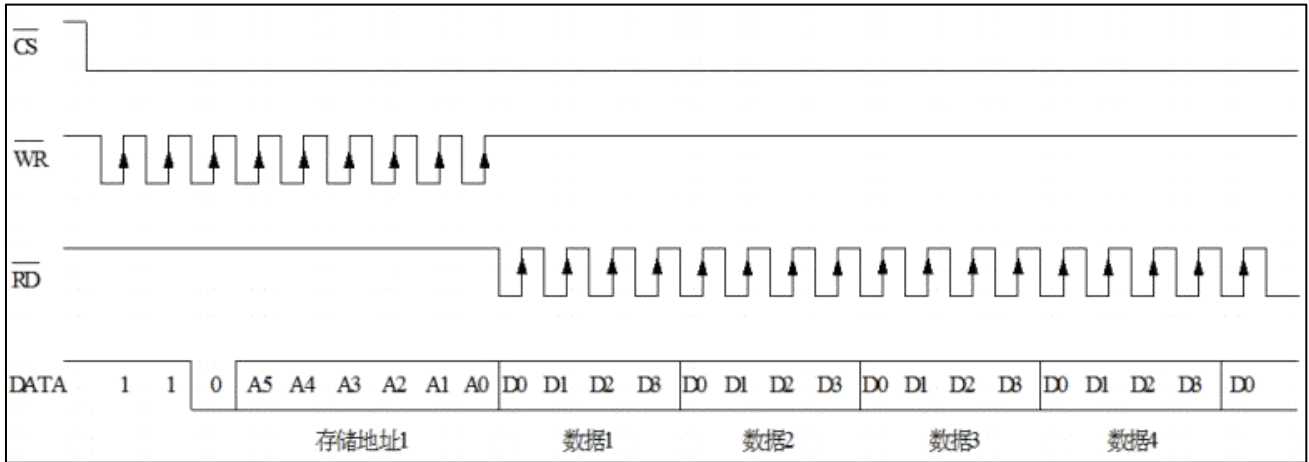 CS
WR
RD
DATA 1 1 0 A5 A4 A3 A2 A1 A0 D0 D1 D2 D3 D0 D1 D2 D3 D0 D1 D2 D3 D0 D1 D2 D3 D0
存储地址1 数据1 数据2 数据3 数据4